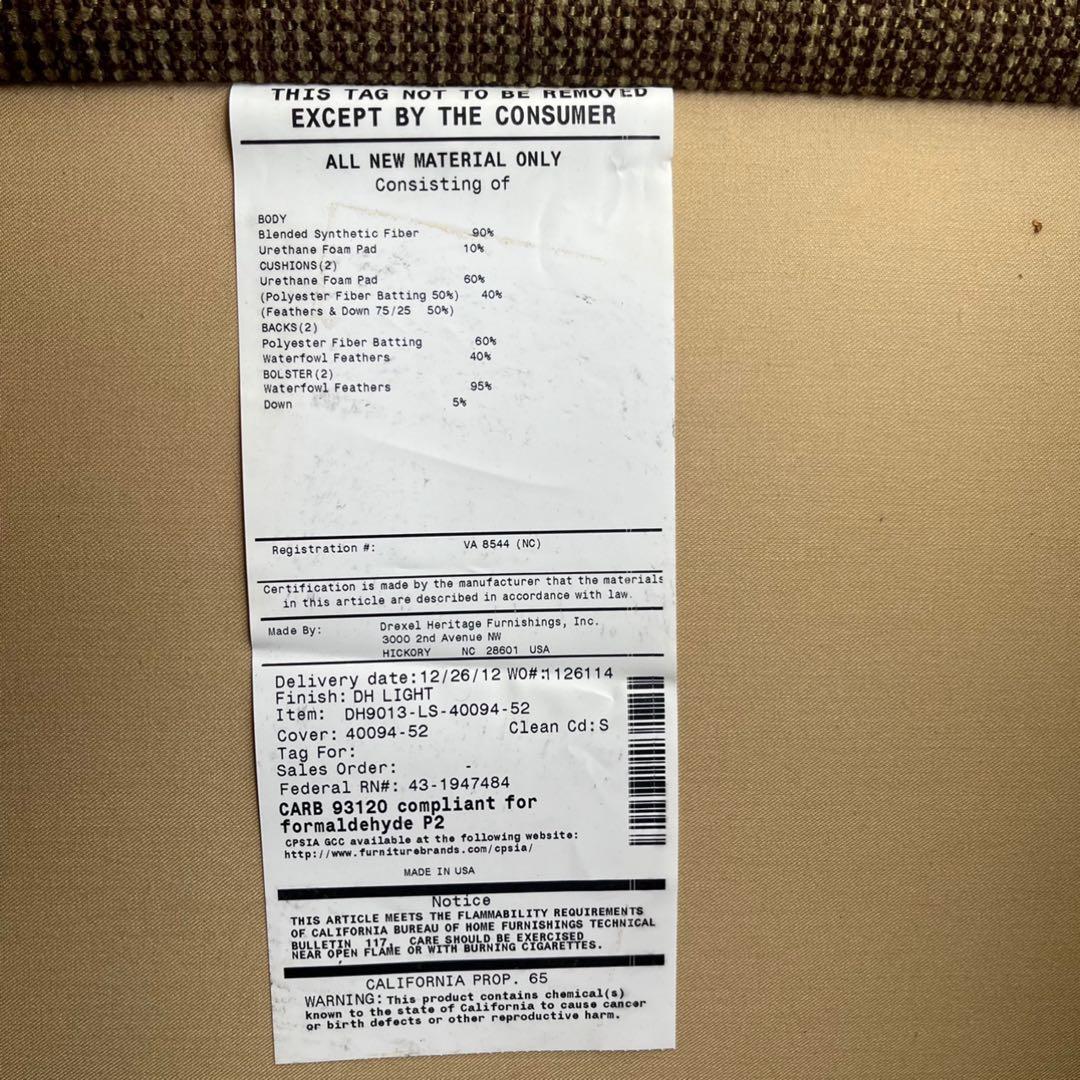 THIS TAG NOT TO BE REMOVED
EXCEPT BY THE CONSUMER
ALL NEW MATERIAL ONLY
Consisting of
BODY
Blended Synthetic Fiber 90%
Urethane Foam Pad 10%
CUSHIONS(2)
Urethane Foam Pad 60%
(Polyester Fiber Batting 50%) 40%
(Feathers & Down 75/25 50%)
BACKS(2)
Polyester Fiber Batting 60%
Waterfowl Feathers 40%
BOLSTER(2)
Waterfowl Feathers 95%
Down 5%
Registration #: VA 8544 (NC)
Certification is made by the manufacturer that the materials
in this article are described in accordance with law.
Made By: Drexel Heritage Furnishings, Inc.
3000 2nd Avenue NW
HICKORY NC 28601 USA
Delivery date:12/26/12 WO#:1126114
Finish: DH LIGHT
Item: DH9013-LS-40094-52
Cover: 40094-52 Clean Cd:S
Tag For:
Sales Order: -
Federal RN#: 43-1947484
CARB 93120 compliant for
formaldehyde P2
CPSIA GCC available at the following website:
http://www.furniturebrands.com/cpsia/
MADE IN USA
Notice
THIS ARTICLE MEETS THE FLAMMABILITY REQUIREMENTS
OF CALIFORNIA BUREAU OF HOME FURNISHINGS TECHNICAL
BULLETIN 117. CARE SHOULD BE EXERCISED
NEAR OPEN FLAME OR WITH BURNING CIGARETTES.
CALIFORNIA PROP. 65
WARNING: This product contains chemical(s)
known to the state of California to cause cancer
or birth defects or other reproductive harm.